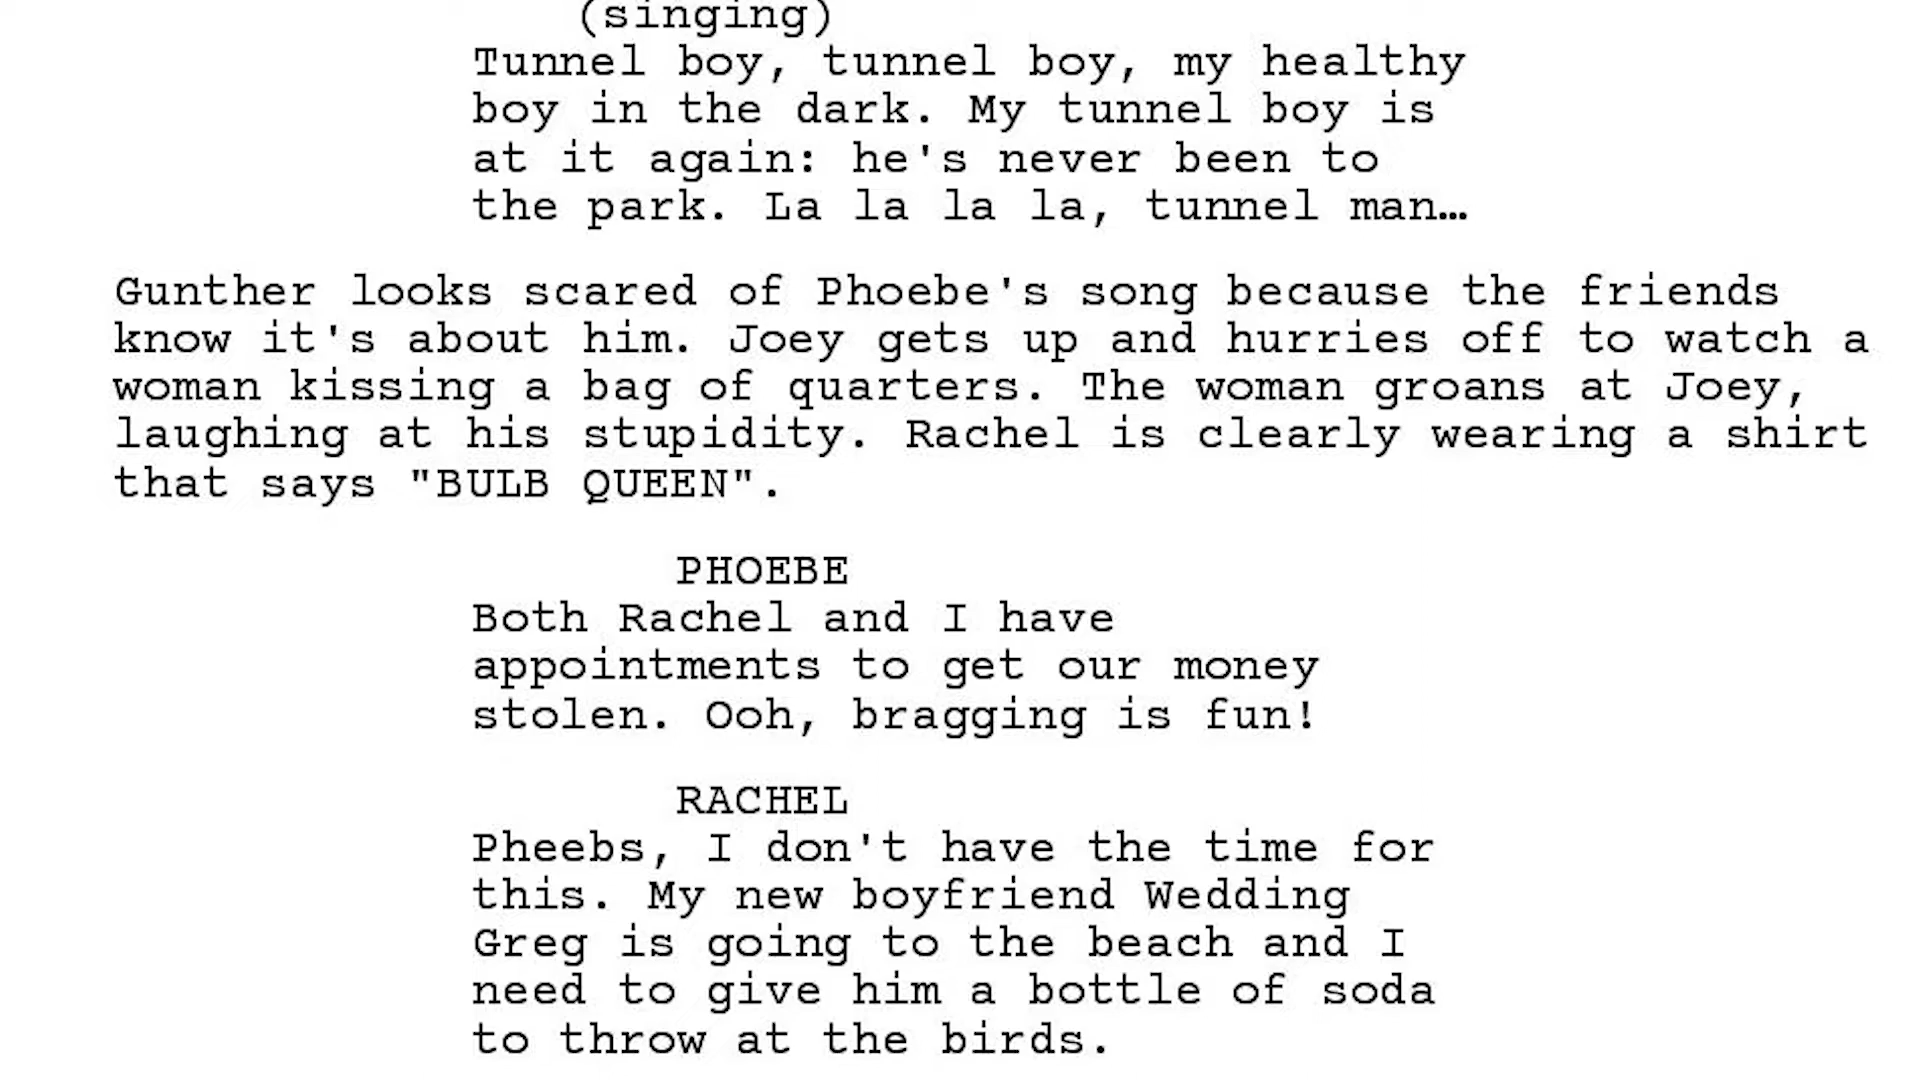 (singing)
Tunnel boy, tunnel boy, my healthy
boy in the dark. My tunnel boy is
at it again: he's never been to
the park. La la la la, tunnel man…
Gunther looks scared of Phoebe's song because the friends
know it's about him. Joey gets up and hurries off to watch a
woman kissing a bag of quarters. The woman groans at Joey,
laughing at his stupidity. Rachel is clearly wearing a shirt
that says "BULB QUEEN".
PHOEBE
Both Rachel and I have
appointments to get our money
stolen. Ooh, bragging is fun!
RACHEL
Pheebs, I don't have the time for
this. My new boyfriend Wedding
Greg is going to the beach and I
need to give him a bottle of soda
to throw at the birds.